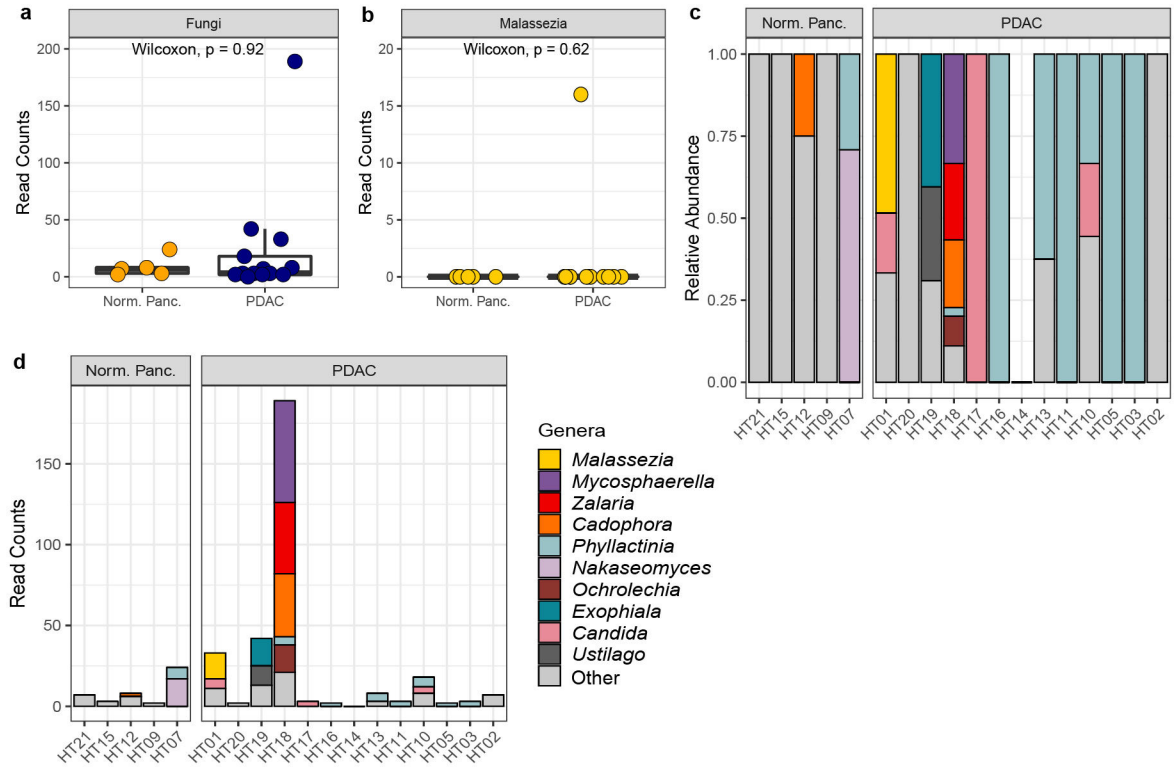 a
Fungi
Wilcoxon, p = 0.92
200
150
100
50
0
Read Counts
Norm. Panc.
PDAC
b
Malassezia
Wilcoxon, p = 0.62
20
15
10
5
0
Read Counts
Norm. Panc.
PDAC
c
Norm. Panc.
PDAC
1.00
0.75
0.50
0.25
0.00
Relative Abundance
HT21
HT15
HT12
HT09
HT07
HT01
HT20
HT19
HT18
HT17
HT16
HT14
HT13
HT11
HT10
HT05
HT03
HT02
d
Norm. Panc.
PDAC
150
100
50
0
Read Counts
HT21
HT15
HT12
HT09
HT07
HT01
HT20
HT19
HT18
HT17
HT16
HT14
HT13
HT11
HT10
HT05
HT03
HT02
Genera
Malassezia
Mycosphaerella
Zalaria
Cadophora
Phyllactinia
Nakaseomyces
Ochrolechia
Exophiala
Candida
Ustilago
Other